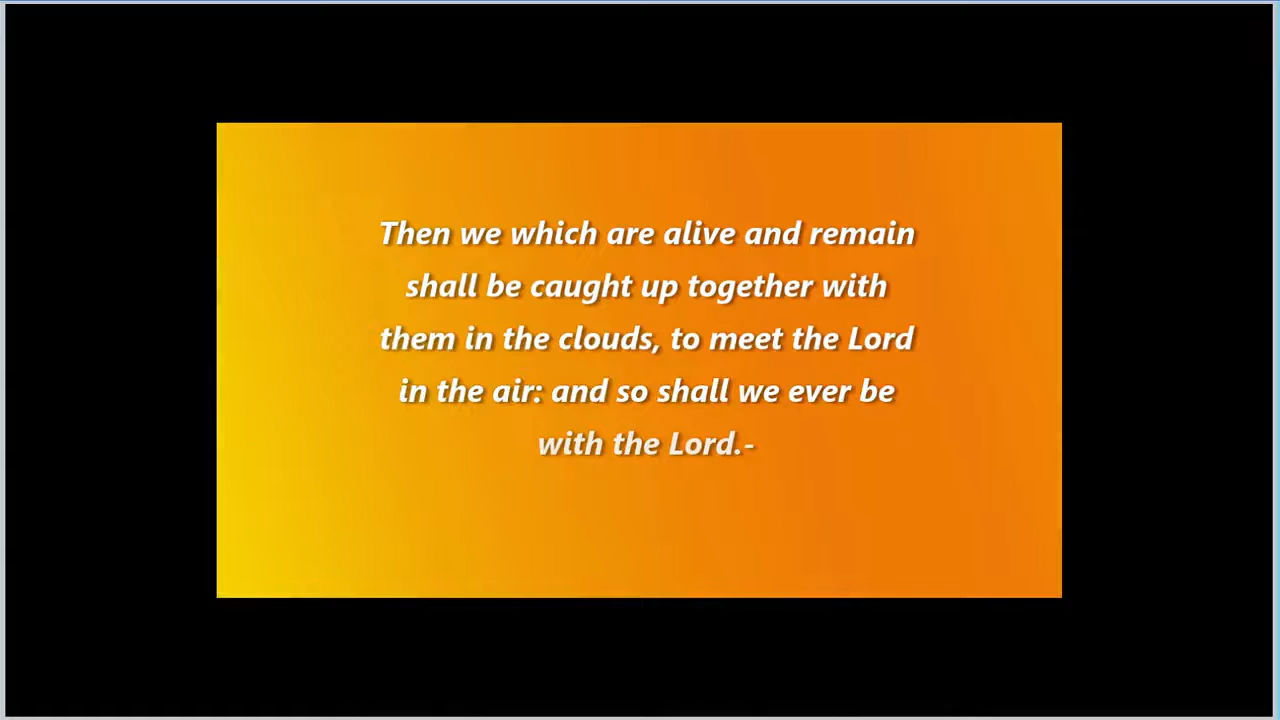 Then we which are alive and remain
shall be caught up together with
them in the clouds, to meet the Lord
in the air: and so shall we ever be
with the Lord.-